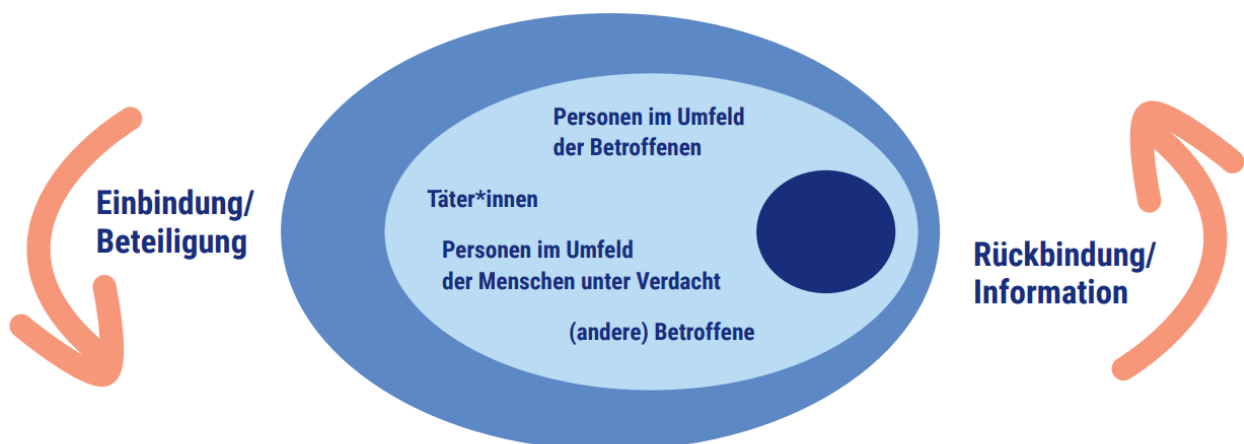 Einbindung/
Beteiligung
Personen im Umfeld
der Betroffenen
Täter*innen
Personen im Umfeld
der Menschen unter Verdacht
(andere) Betroffene
Rückbindung/
Information